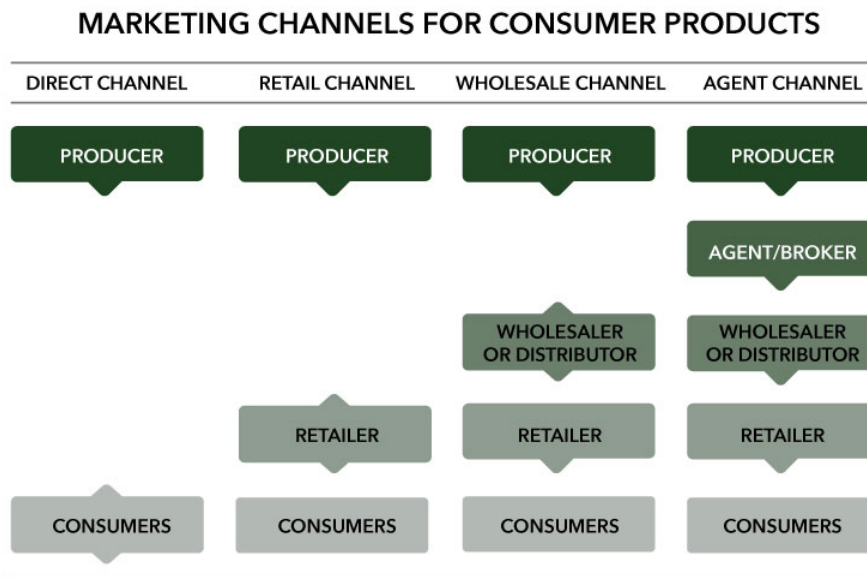 MARKETING CHANNELS FOR CONSUMER PRODUCTS
DIRECT CHANNEL RETAIL CHANNEL WHOLESALE CHANNEL AGENT CHANNEL
PRODUCER PRODUCER PRODUCER PRODUCER
AGENT/BROKER
WHOLESALER WHOLESALER
OR DISTRIBUTOR OR DISTRIBUTOR
RETAILER RETAILER RETAILER
CONSUMERS CONSUMERS CONSUMERS CONSUMERS